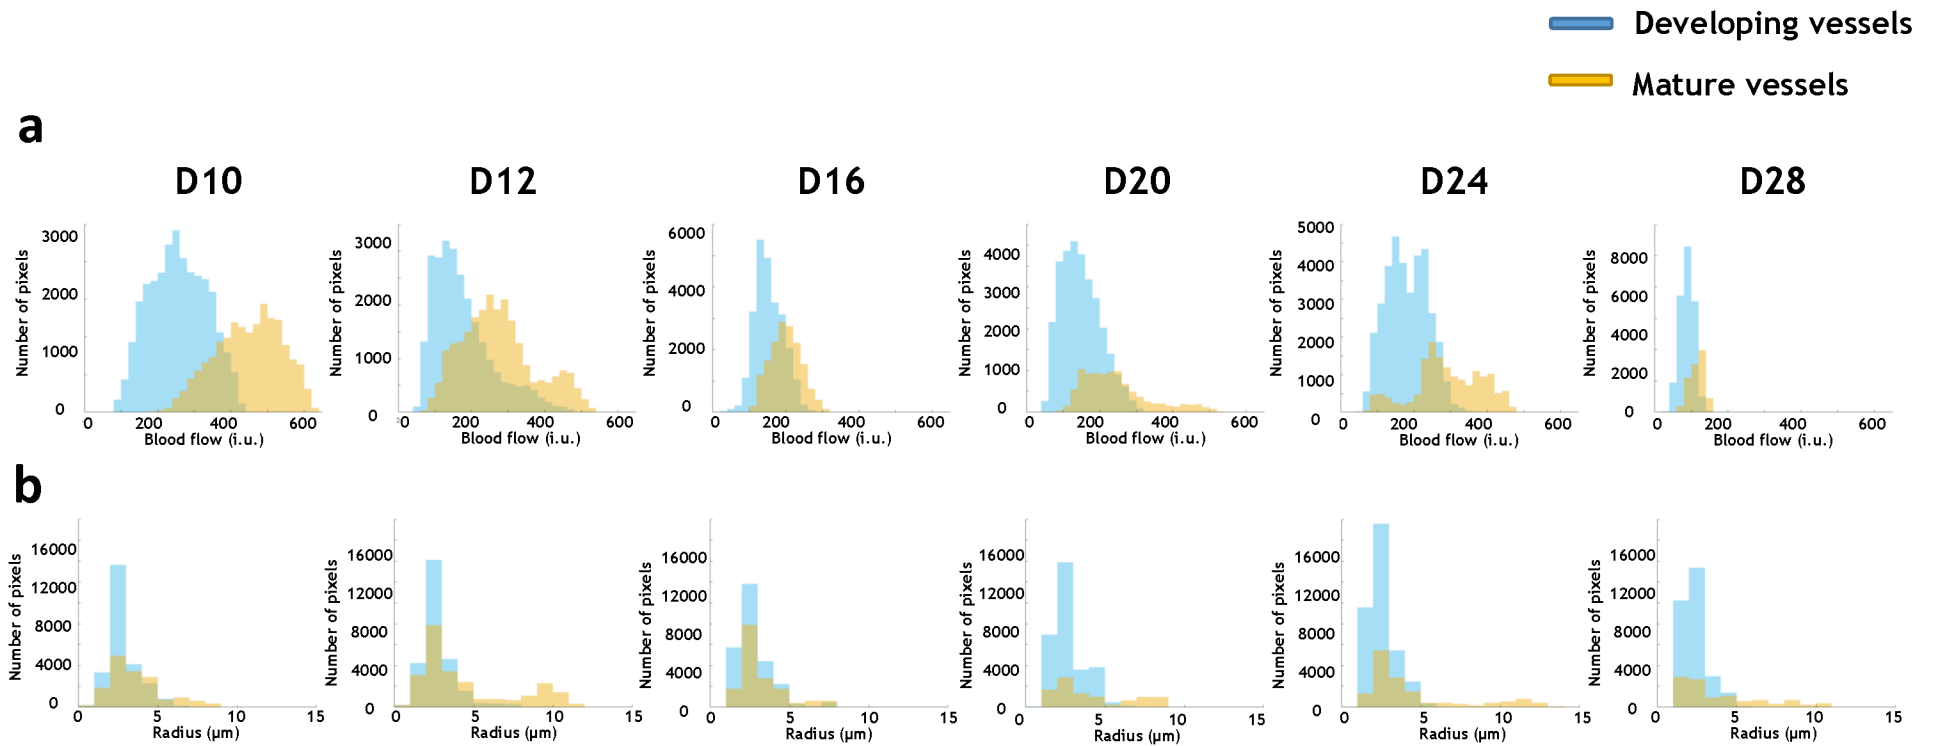 Developing vessels
Mature vessels
a
D10 D12 D16 D20 D24 D28
Number of pixels 3000 2000 1000 0 0 200 400 600 Blood flow (i.u.)
Number of pixels 3000 2000 1000 0 0 200 400 600 Blood flow (i.u.)
Number of pixels 6000 4000 2000 0 0 200 400 600 Blood flow (i.u.)
Number of pixels 4000 3000 2000 1000 0 0 200 400 600 Blood flow (i.u.)
Number of pixels 5000 4000 3000 2000 1000 0 0 200 400 600 Blood flow (i.u.)
Number of pixels 8000 6000 4000 2000 0 0 200 400 600 Blood flow (i.u.)
b
Number of pixels 16000 12000 8000 4000 0 0 5 10 15 Radius (µm)
Number of pixels 16000 12000 8000 4000 0 0 5 10 15 Radius (µm)
Number of pixels 16000 12000 8000 4000 0 0 5 10 15 Radius (µm)
Number of pixels 16000 12000 8000 4000 0 0 5 10 15 Radius (µm)
Number of pixels 16000 12000 8000 4000 0 0 5 10 15 Radius (µm)
Number of pixels 16000 12000 8000 4000 0 0 5 10 15 Radius (µm)